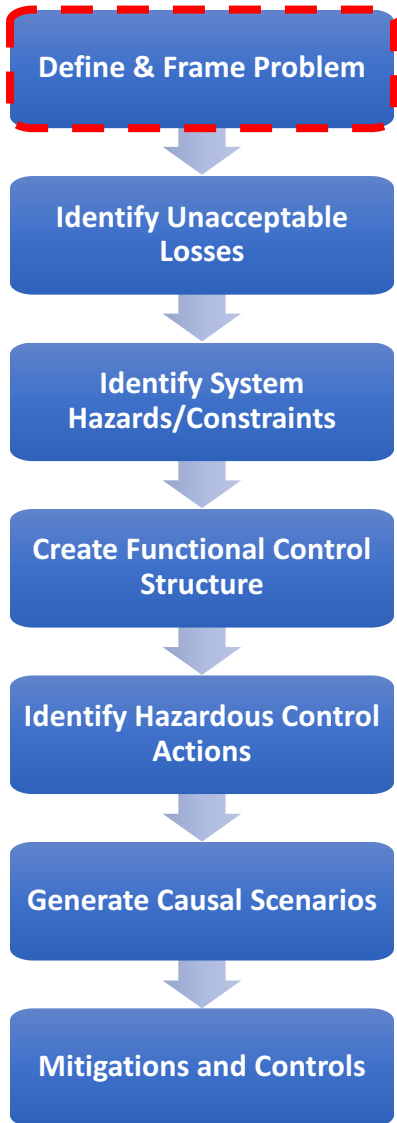 Define & Frame Problem
Identify Unacceptable
Losses
Identify System
Hazards/Constraints
Create Functional Control
Structure
Identify Hazardous Control
Actions
Generate Causal Scenarios
Mitigations and Controls